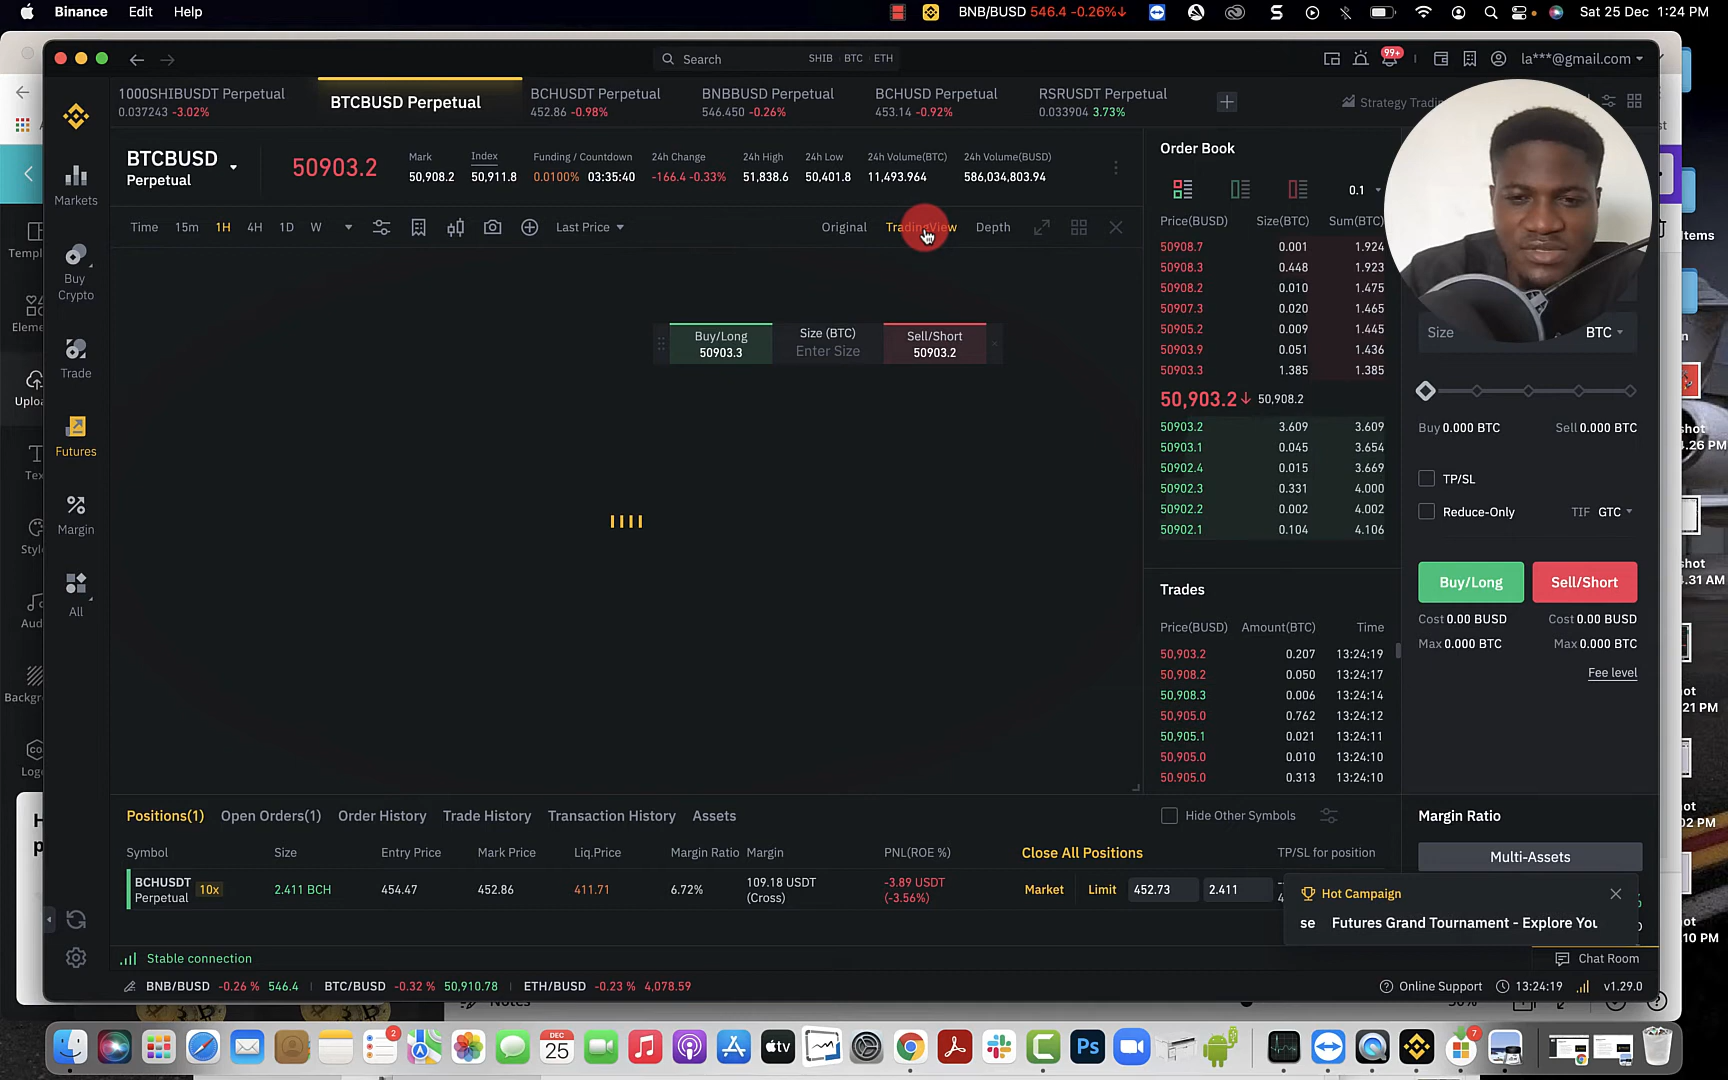 Binance Edit Help
BNB/BUSD 546.4 -0.26%↓
Sat 25 Dec 1:24 PM
Search SHIB BTC ETH
99+
la***@gmail.com
1000SHIBUSDT Perpetual
0.037243 -3.02%
BTCBUSD Perpetual
BCHUSDT Perpetual
452.86 -0.98%
BNBBUSD Perpetual
546.450 -0.26%
BCHUSD Perpetual
453.14 -0.92%
RSRUSDT Perpetual
0.033904 3.73%
Strategy
BTCBUSD
Perpetual
50903.2
Mark
50,908.2
Index
50,911.8
Funding / Countdown
0.0100% 03:35:40
24h Change
-166.4 -0.33%
24h High
51,838.6
24h Low
50,401.8
24h Volume(BTC)
11,493.964
24h Volume(BUSD)
586,034,803.94
Time 15m 1H 4H 1D W
Last Price
Original TradingView Depth
Markets
Buy
Crypto
Trade
Futures
Margin
All
Buy/Long
50903.3
Size (BTC)
Enter Size
Sell/Short
50903.2
Order Book
0.1
Price(BUSD) Size(BTC) Sum(BTC)
50908.7 0.001 1.924
50908.3 0.448 1.923
50908.2 0.010 1.475
50907.3 0.020 1.465
50905.2 0.009 1.445
50903.9 0.051 1.436
50903.3 1.385 1.385
50,903.2↓ 50,908.2
50903.2 3.609 3.609
50903.1 0.045 3.654
50902.4 0.015 3.669
50902.3 0.331 4.000
50902.2 0.002 4.002
50902.1 0.104 4.106
Trades
Price(BUSD) Amount(BTC) Time
50,903.2 0.207 13:24:19
50,908.2 0.050 13:24:17
50,908.3 0.006 13:24:14
50,905.0 0.762 13:24:12
50,905.1 0.021 13:24:11
50,905.0 0.010 13:24:10
50,905.0 0.313 13:24:10
Size BTC
Buy 0.000 BTC Sell 0.000 BTC
TP/SL
Reduce-Only TIF GTC
Buy/Long Sell/Short
Cost 0.00 BUSD Cost 0.00 BUSD
Max 0.000 BTC Max 0.000 BTC
Fee level
Margin Ratio
Multi-Assets
Positions(1) Open Orders(1) Order History Trade History Transaction History Assets
Hide Other Symbols
Symbol Size Entry Price Mark Price Liq.Price Margin Ratio Margin PNL(ROE %) Close All Positions TP/SL for position
BCHUSDT
Perpetual
10x
2.411 BCH 454.47 452.86 411.71 6.72%
109.18 USDT
(Cross)
-3.89 USDT
(-3.56%)
Market Limit 452.73 2.411
Hot Campaign
se Futures Grand Tournament - Explore You
Stable connection
Chat Room
BNB/BUSD -0.26 % 546.4 BTC/BUSD -0.32 % 50,910.78 ETH/BUSD -0.23 % 4,078.59
Online Support 13:24:19 v1.29.0
DEC
25
2
tv
Ps
7